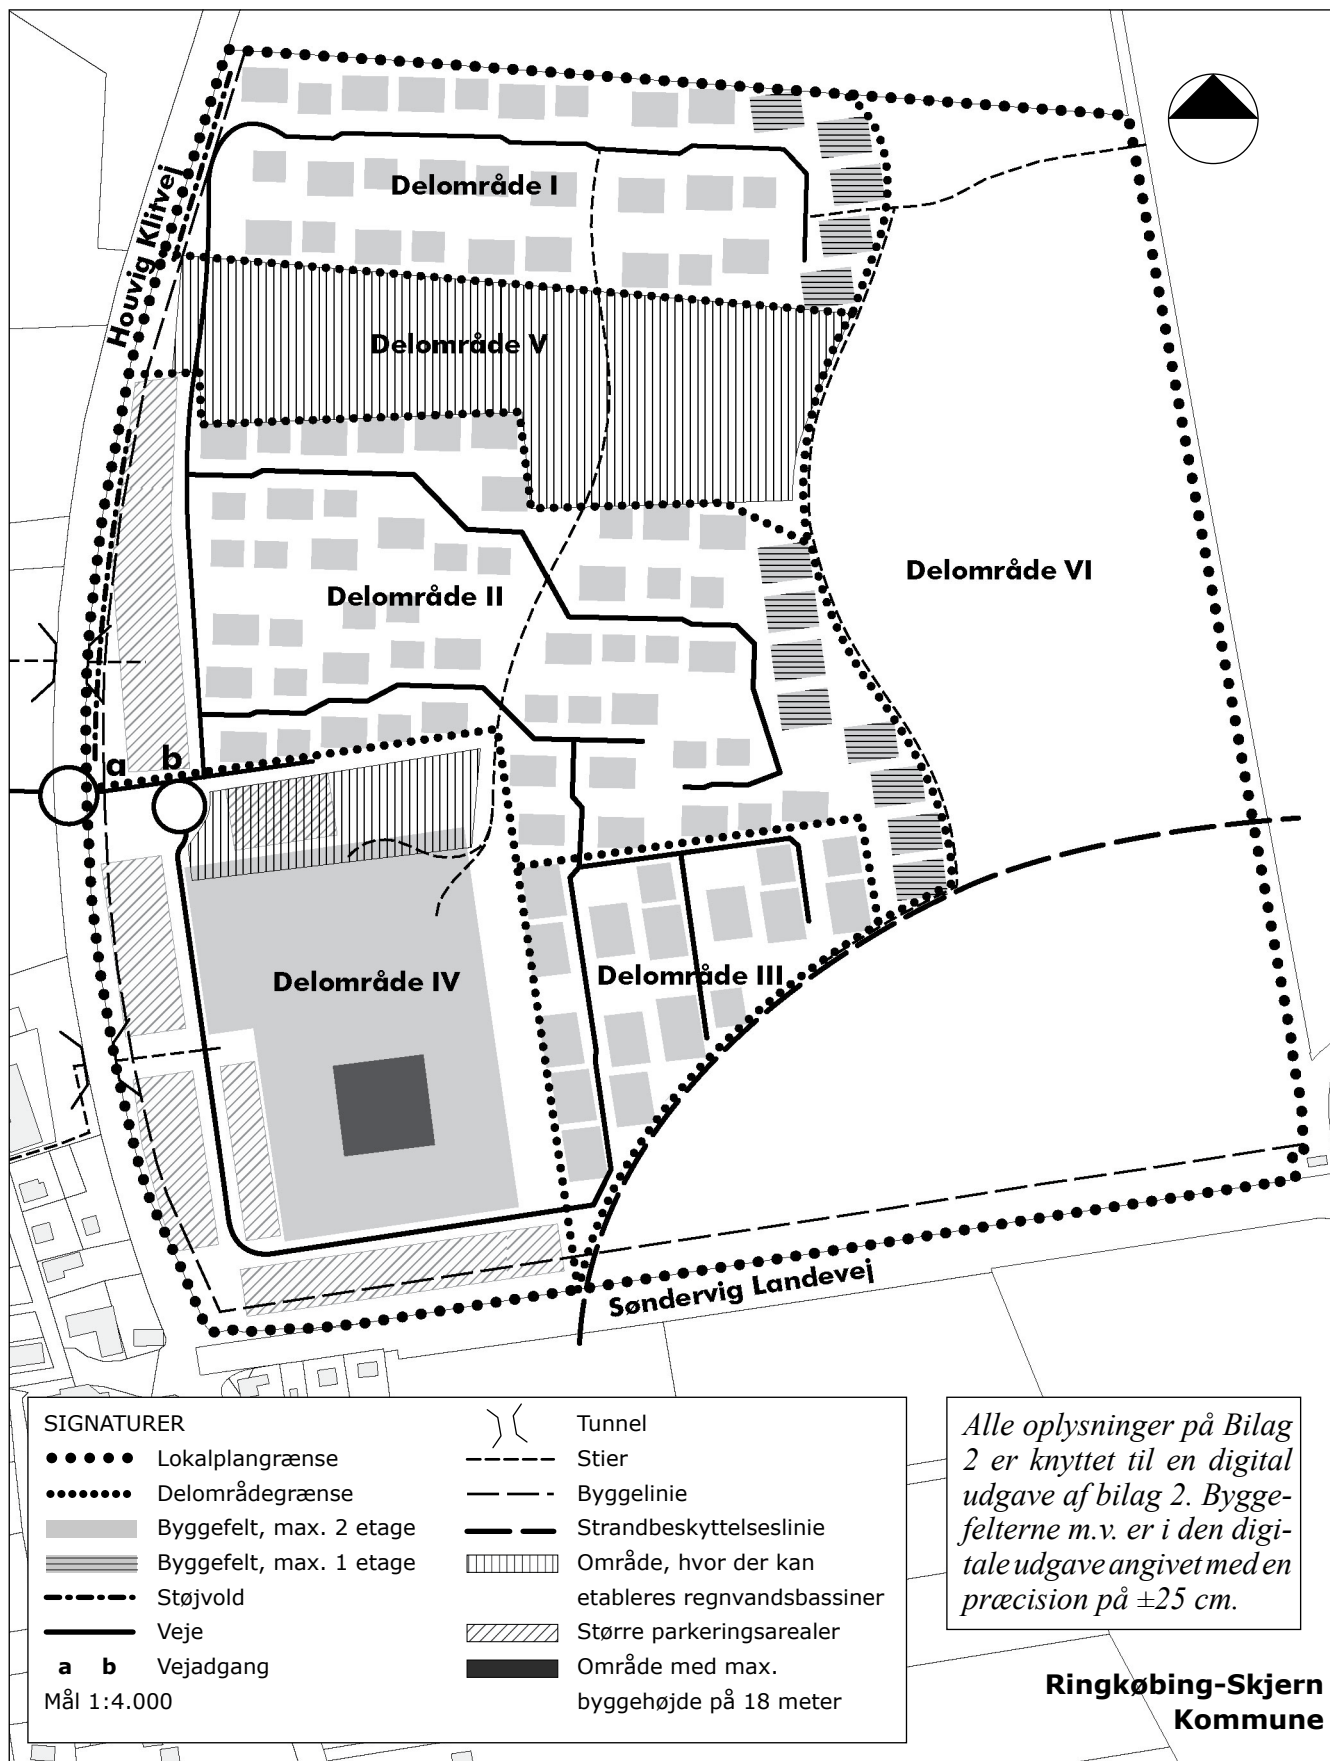 Houvig Klitvej
Delområde I
Delområde V
Delområde VI
Delområde II
a b
Delområde IV
Delområde III
Søndervig Landevej
SIGNATURER
Lokalplangrænse
Delområdegrænse
Byggefelt, max. 2 etage
Byggefelt, max. 1 etage
Støjvold
Veje
a b Vejadgang
Mål 1:4.000
Tunnel
Stier
Byggelinie
Strandbeskyttelseslinie
Område, hvor der kan
etableres regnvandsbassiner
Større parkeringsarealer
Område med max.
byggehøjde på 18 meter
Alle oplysninger på Bilag
2 er knyttet til en digital
udgave af bilag 2. Bygge-
felterne m.v. er i den digi-
tale udgave angivet med en
præcision på ±25 cm.
Ringkøbing-Skjern
Kommune